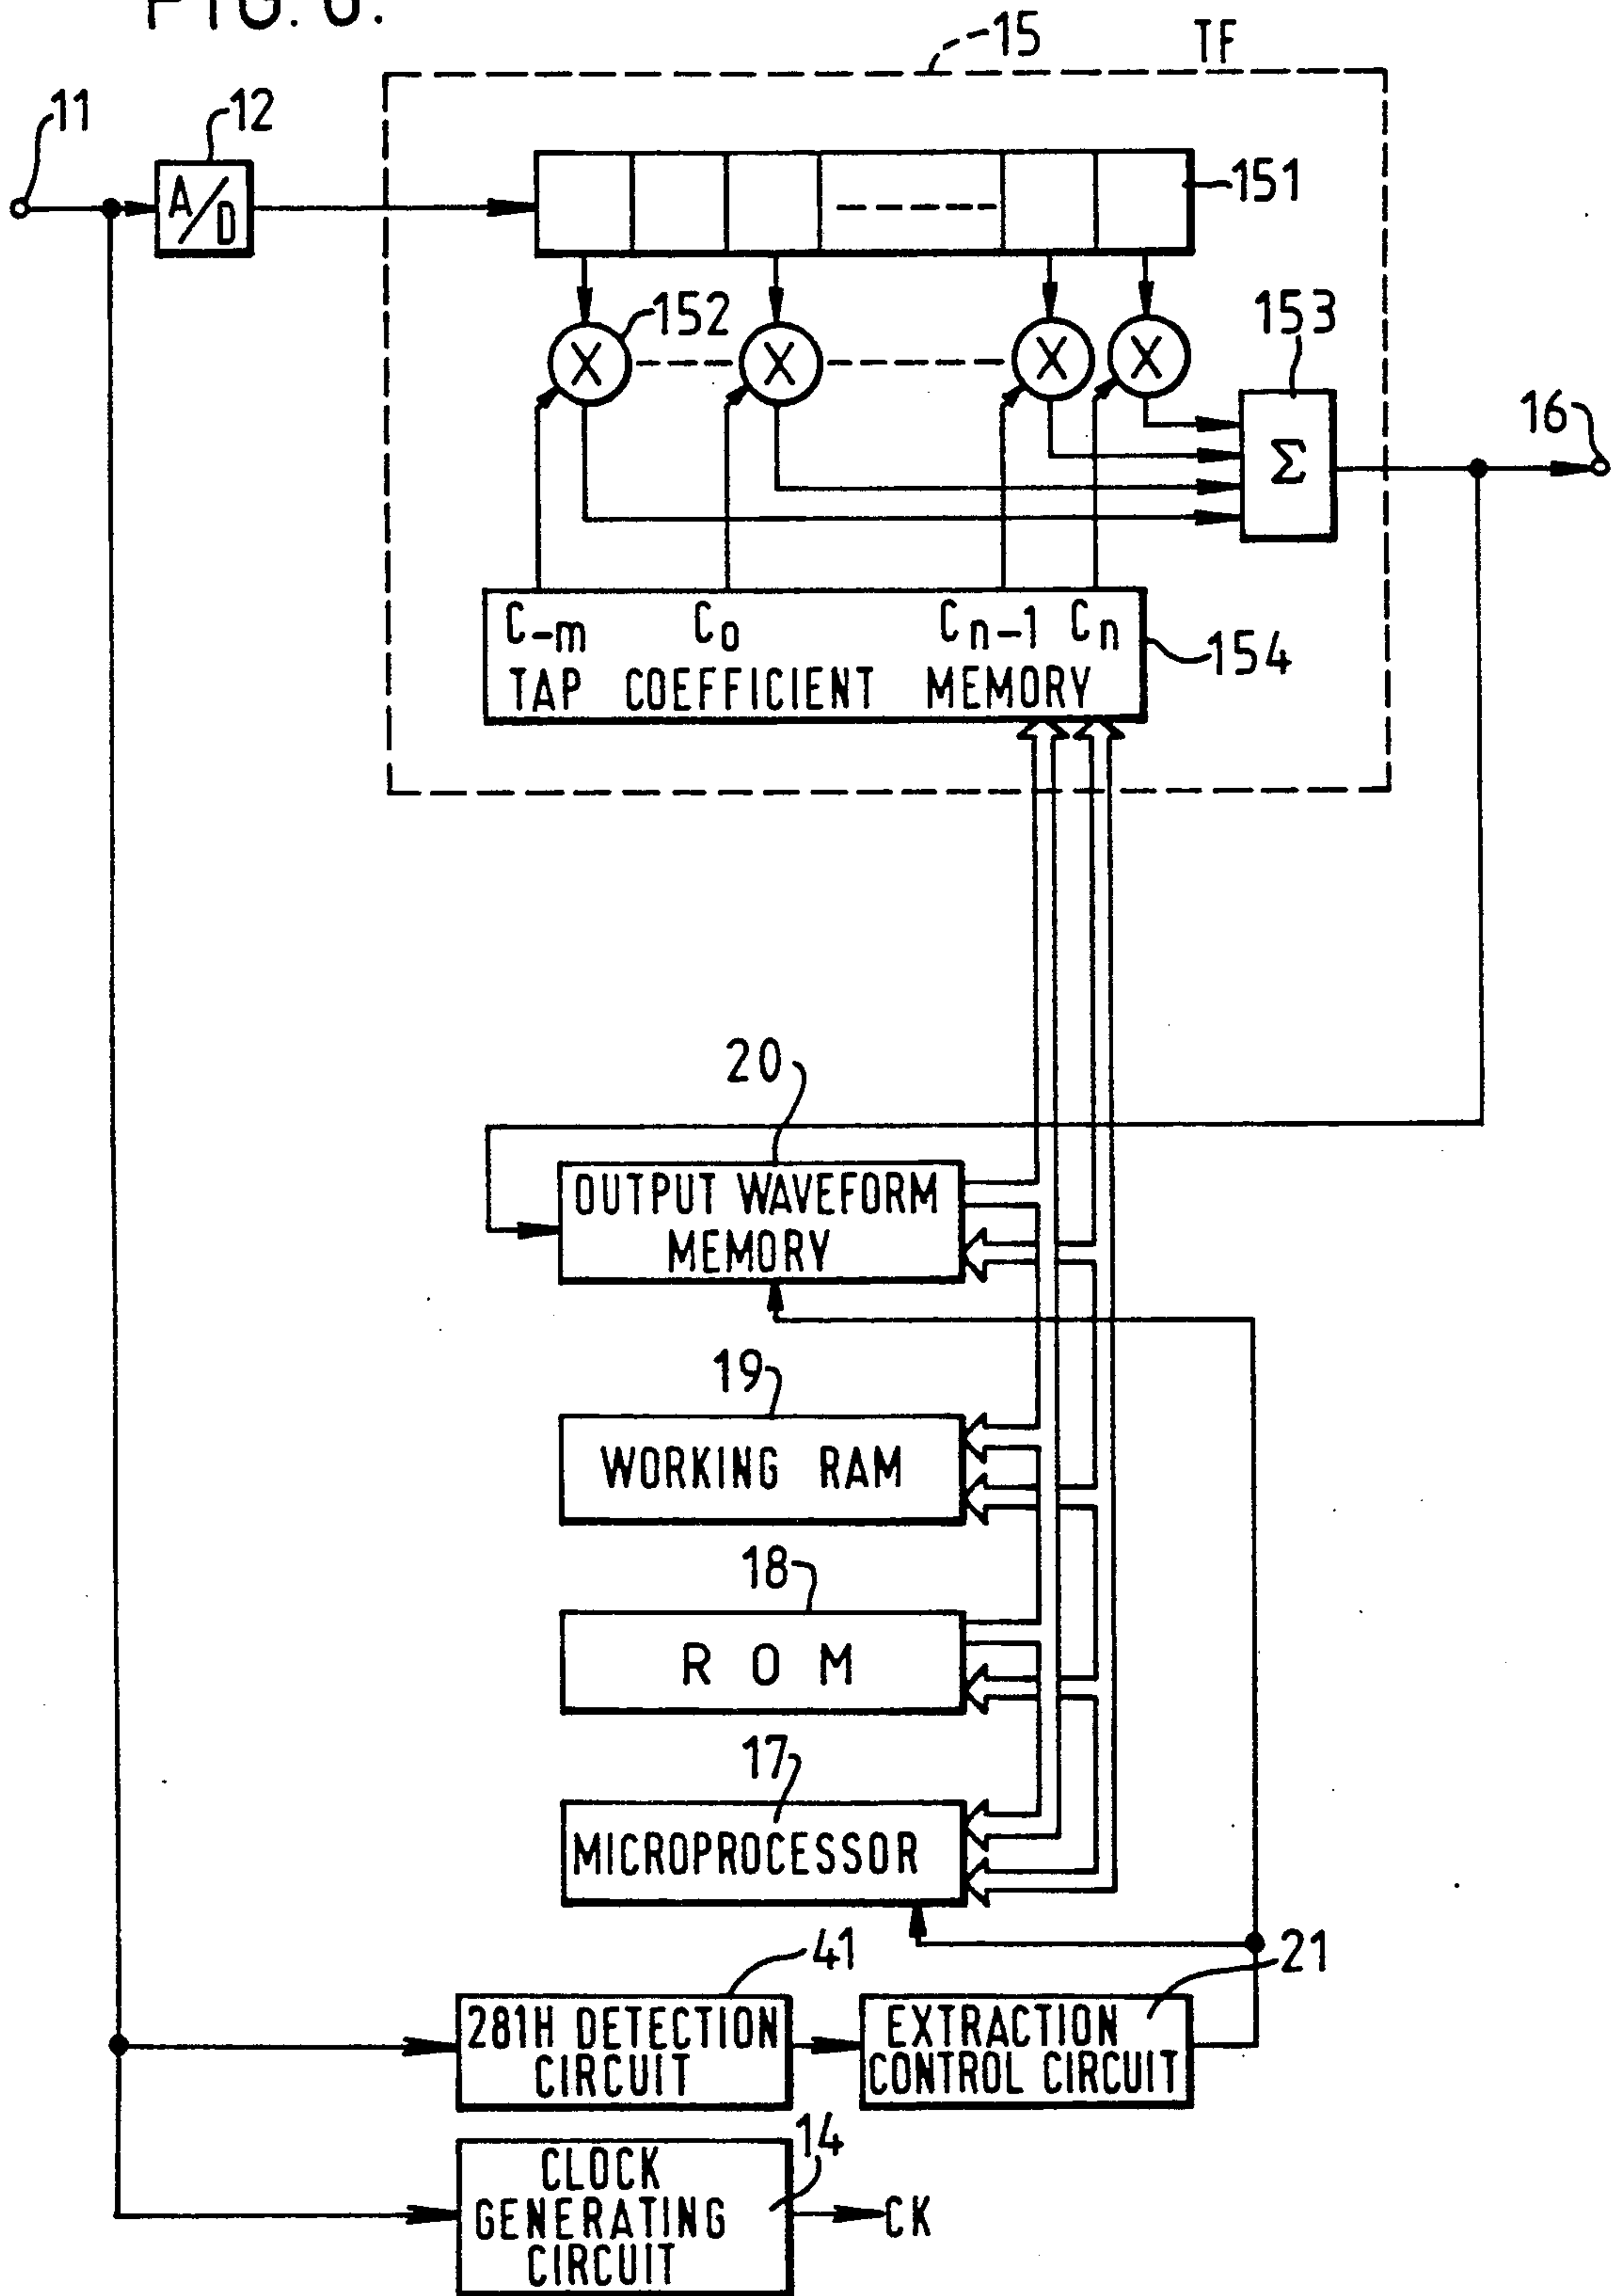 FIG. 6.
15
TF
11
12
A/D
151
152
153
16
X
X
X
X
Σ
C-m C0 Cn-1 Cn
TAP COEFFICIENT MEMORY
154
20
OUTPUT WAVEFORM
MEMORY
19
WORKING RAM
18
ROM
17
MICROPROCESSOR
41
21
281H DETECTION
CIRCUIT
EXTRACTION
CONTROL CIRCUIT
14
CLOCK
GENERATING
CIRCUIT
CK